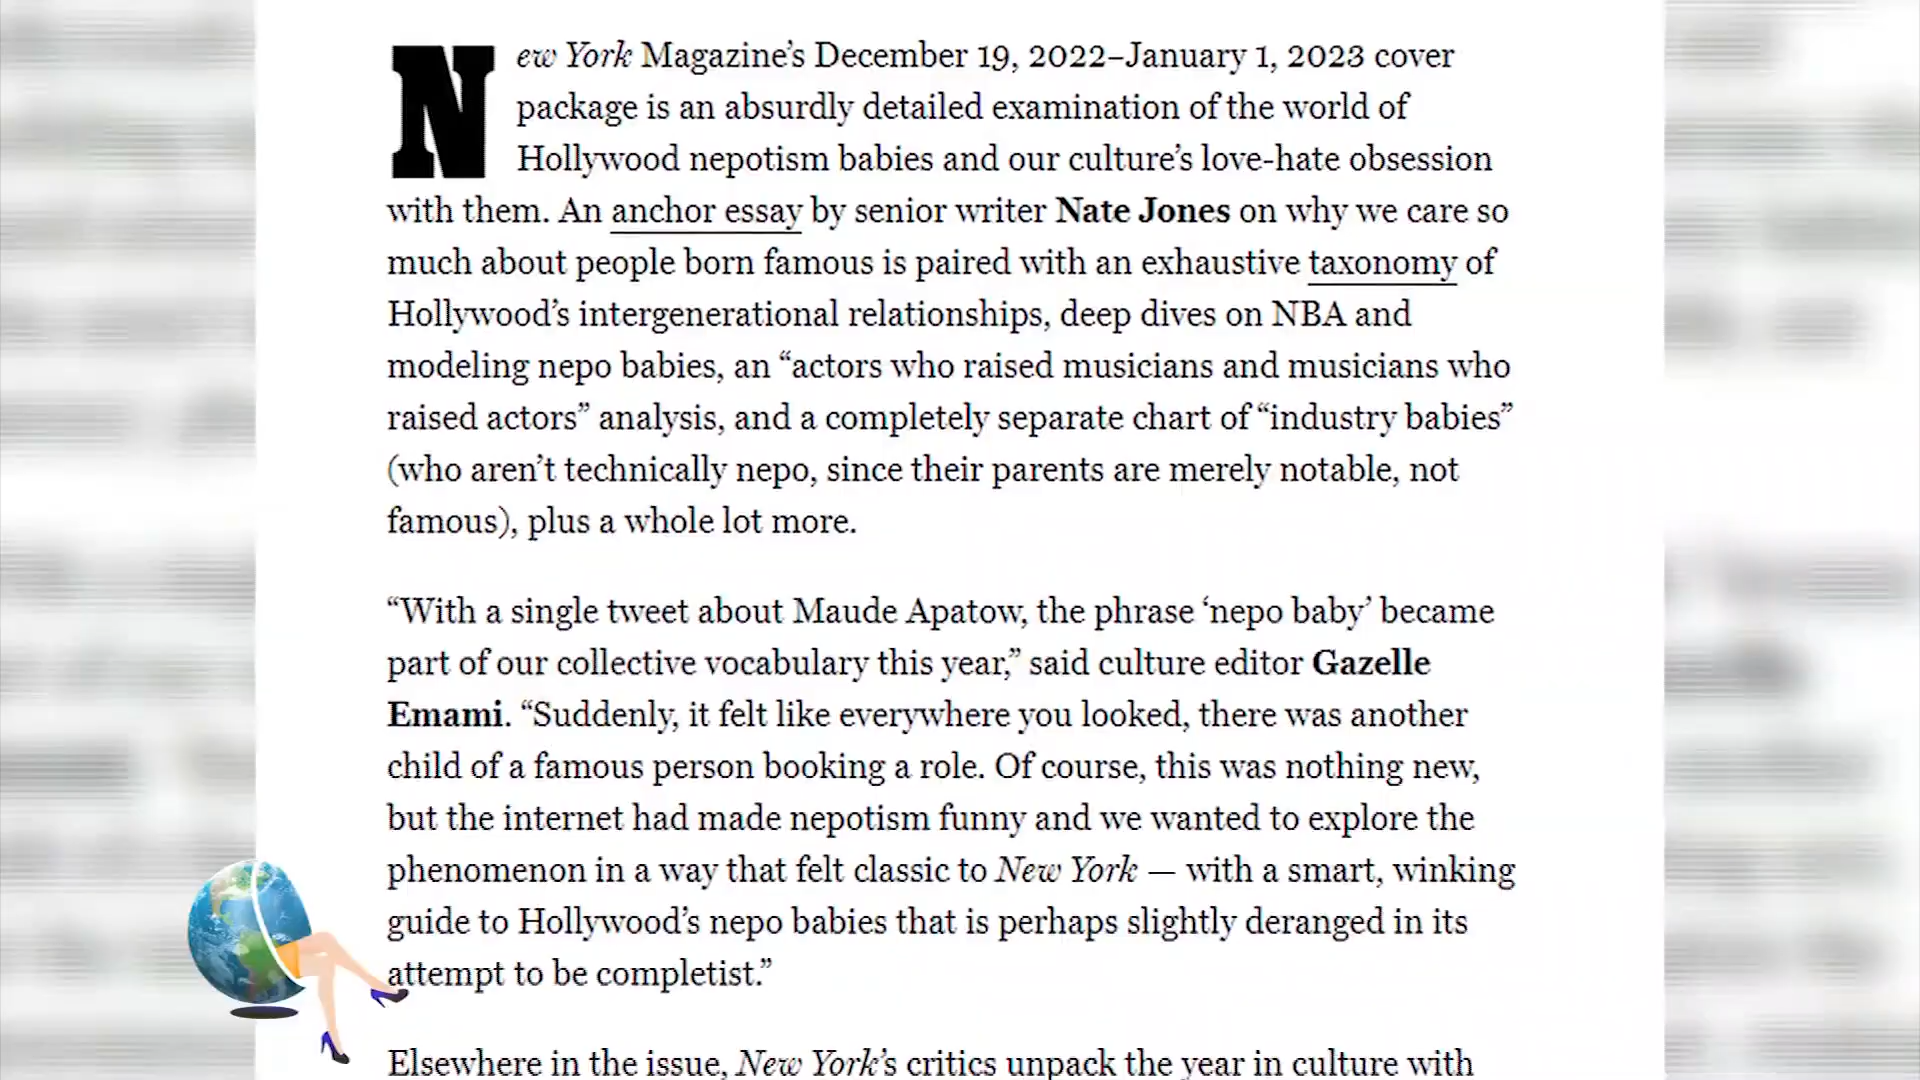 New York Magazine’s December 19, 2022–January 1, 2023 cover
package is an absurdly detailed examination of the world of
Hollywood nepotism babies and our culture’s love-hate obsession
with them. An anchor essay by senior writer Nate Jones on why we care so
much about people born famous is paired with an exhaustive taxonomy of
Hollywood’s intergenerational relationships, deep dives on NBA and
modeling nepo babies, an “actors who raised musicians and musicians who
raised actors” analysis, and a completely separate chart of “industry babies”
(who aren’t technically nepo, since their parents are merely notable, not
famous), plus a whole lot more.
“With a single tweet about Maude Apatow, the phrase ‘nepo baby’ became
part of our collective vocabulary this year,” said culture editor Gazelle
Emami. “Suddenly, it felt like everywhere you looked, there was another
child of a famous person booking a role. Of course, this was nothing new,
but the internet had made nepotism funny and we wanted to explore the
phenomenon in a way that felt classic to New York — with a smart, winking
guide to Hollywood’s nepo babies that is perhaps slightly deranged in its
attempt to be completist.”
Elsewhere in the issue, New York’s critics unpack the year in culture with